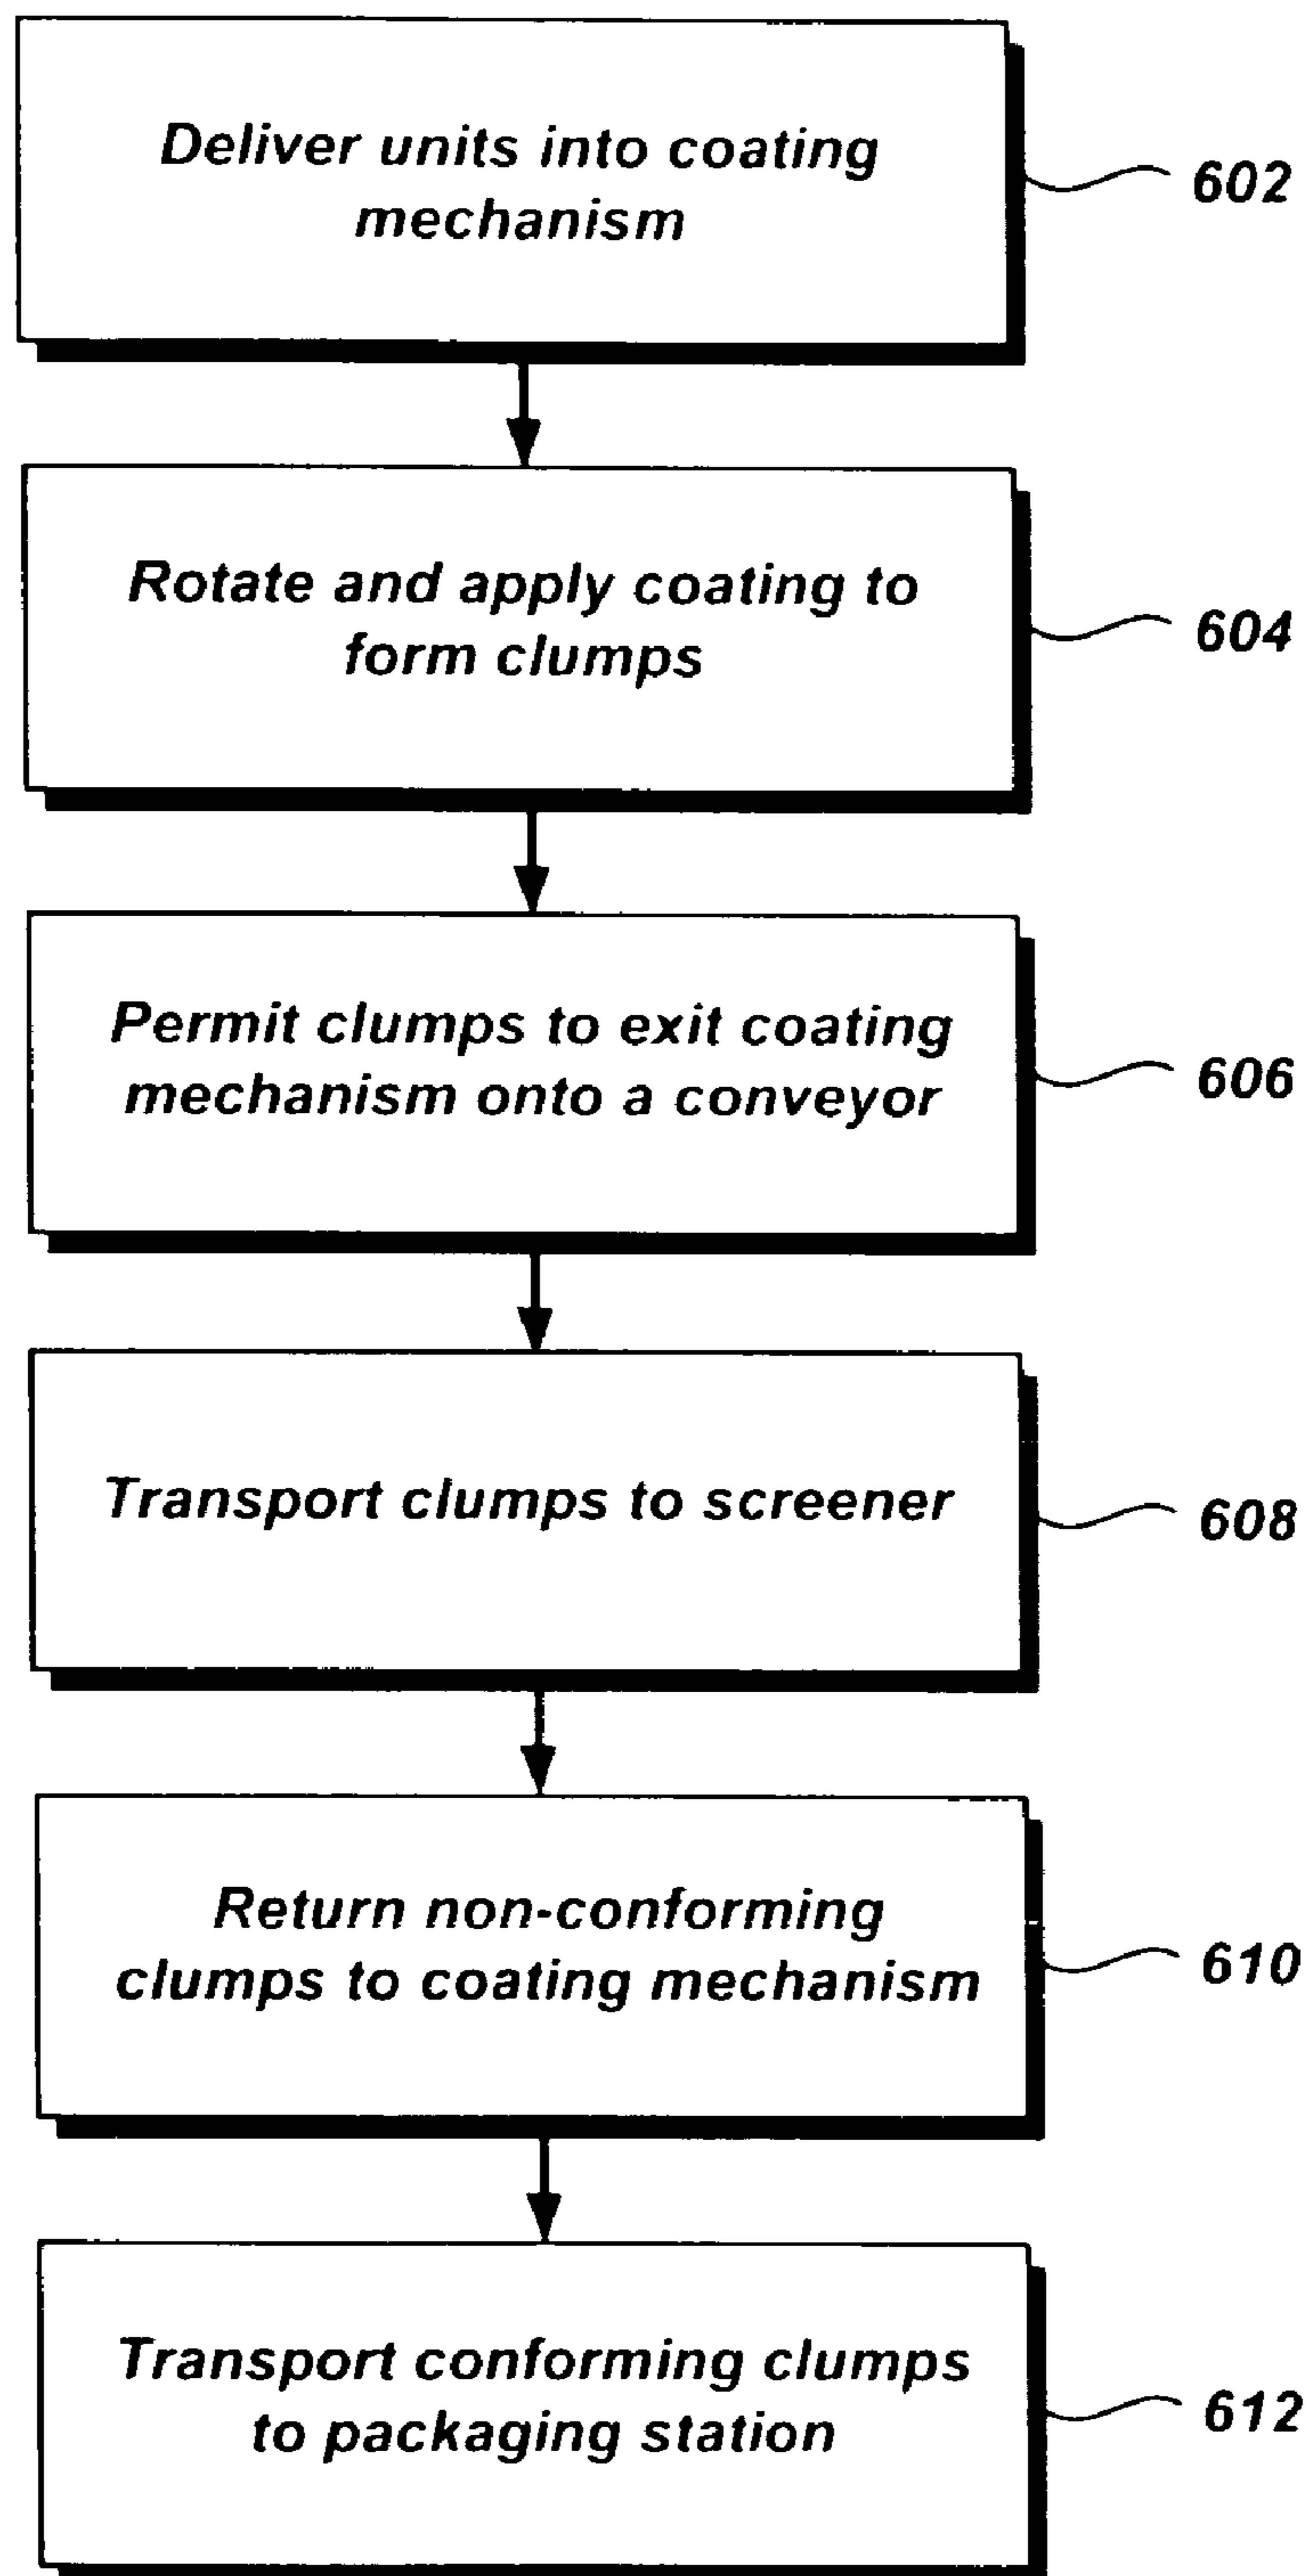 Deliver units into coating
mechanism
602
Rotate and apply coating to
form clumps
604
Permit clumps to exit coating
mechanism onto a conveyor
606
Transport clumps to screener
608
Return non-conforming
clumps to coating mechanism
610
Transport conforming clumps
to packaging station
612